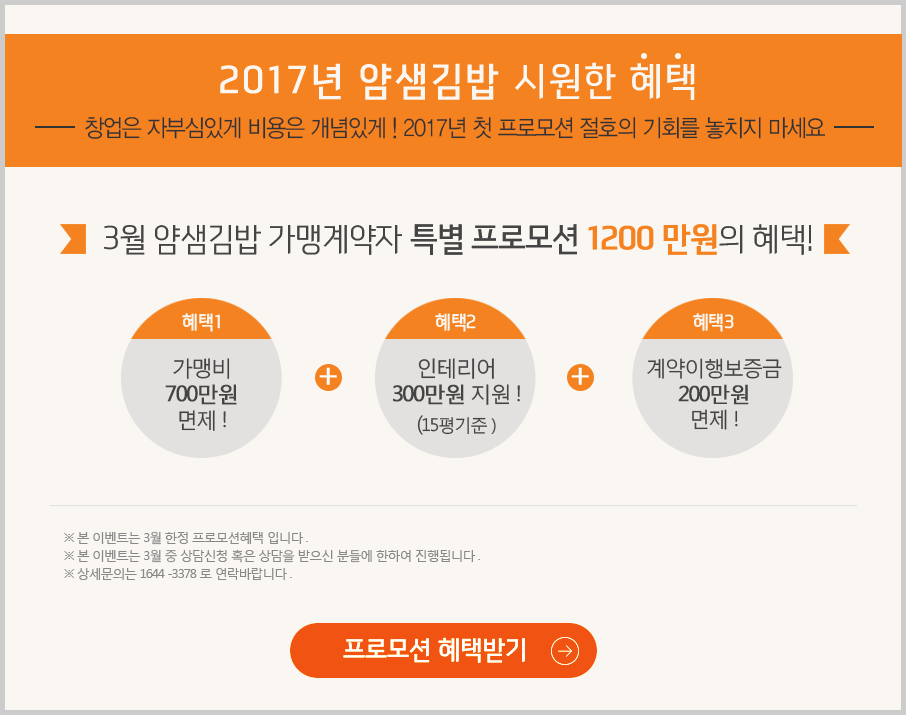 2017년 얌샘김밥 시원한 혜택
창업은 자부심있게 비용은 개념있게 ! 2017년 첫 프로모션 절호의 기회를 놓치지 마세요
3월 얌샘김밥 가맹계약자 특별 프로모션 1200 만원의 혜택!
혜택1
가맹비
700만원
면제 !
혜택2
인테리어
300만원 지원 !
(15평기준 )
혜택3
계약이행보증금
200만원
면제 !
※ 본 이벤트는 3월 한정 프로모션혜택 입니다 .
※ 본 이벤트는 3월 중 상담신청 혹은 상담을 받으신 분들에 한하여 진행됩니다 .
※ 상세문의는 1644 -3378 로 연락바랍니다 .
프로모션 혜택받기